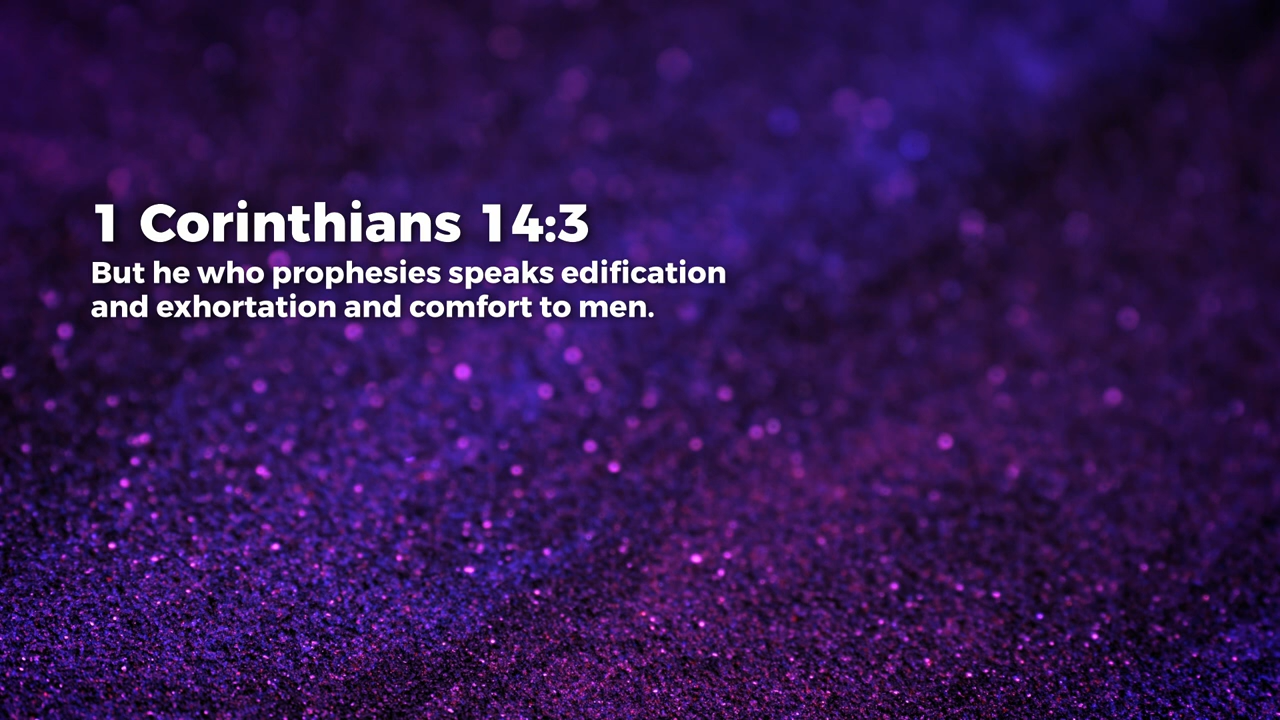 1 Corinthians 14:3
But he who prophesies speaks edification
and exhortation and comfort to men.